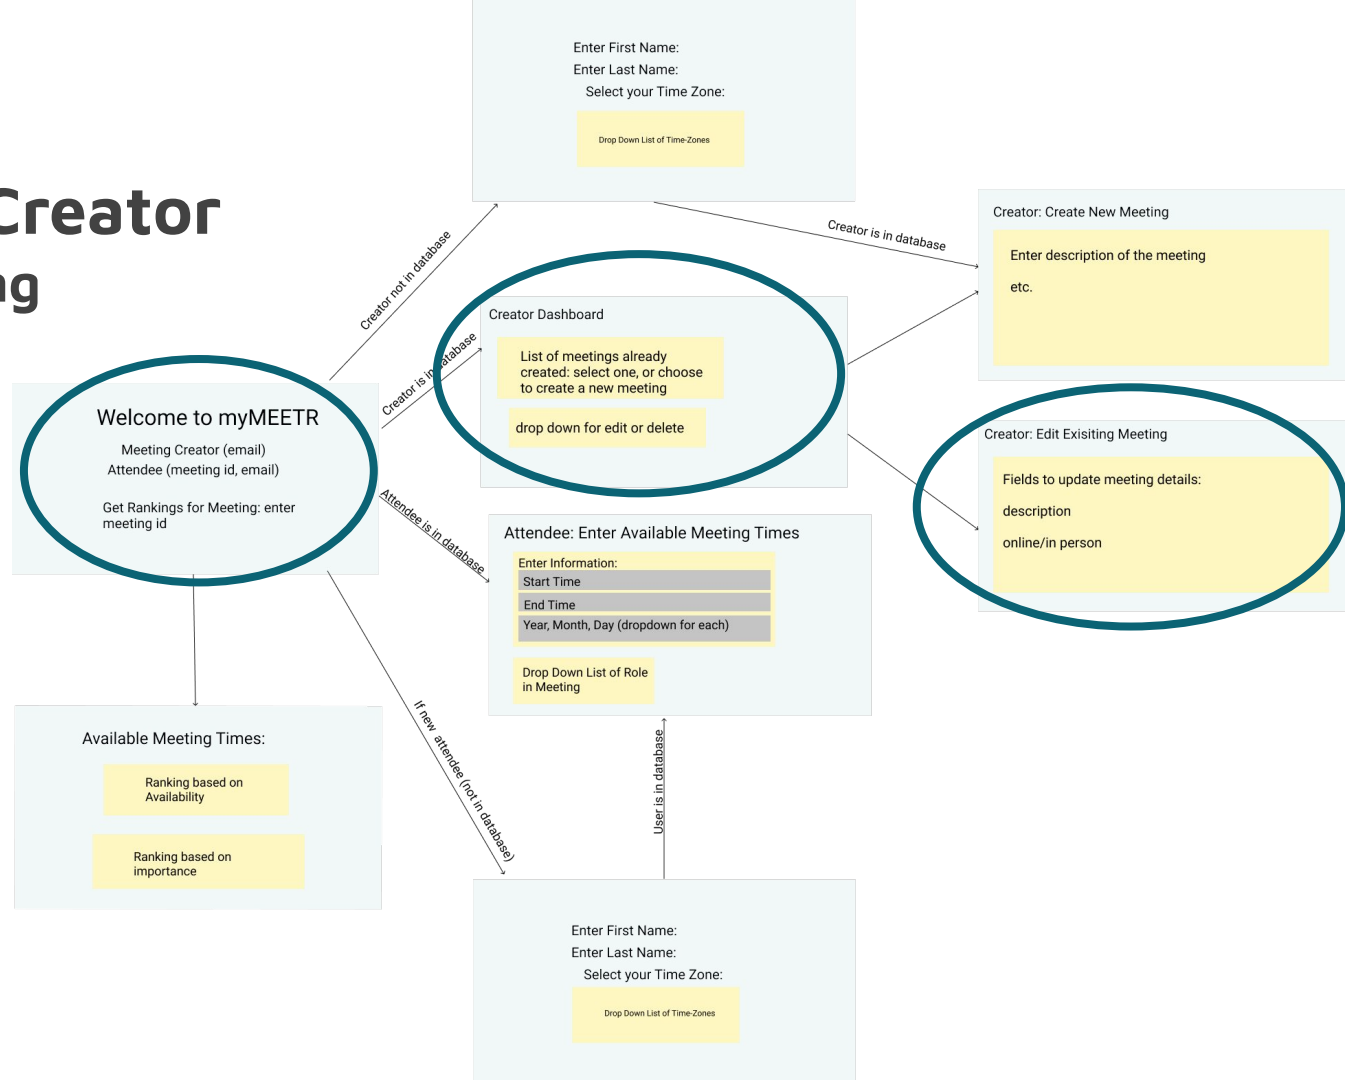 Creator
ng
Enter First Name:
Enter Last Name:
Select your Time Zone:
Drop Down List of Time-Zones
Creator not in database
Creator is in database
Creator: Create New Meeting
Enter description of the meeting
etc.
Creator is in database
Creator Dashboard
List of meetings already
created: select one, or choose
to create a new meeting
drop down for edit or delete
Welcome to myMEETR
Meeting Creator (email)
Attendee (meeting id, email)
Get Rankings for Meeting: enter
meeting id
Creator: Edit Exisiting Meeting
Fields to update meeting details:
description
online/in person
Attendee is in database
Attendee: Enter Available Meeting Times
Enter Information:
Start Time
End Time
Year, Month, Day (dropdown for each)
Drop Down List of Role
in Meeting
Available Meeting Times:
Ranking based on
Availability
Ranking based on
importance
If new attendee (not in database)
User is in database
Enter First Name:
Enter Last Name:
Select your Time Zone:
Drop Down List of Time-Zones